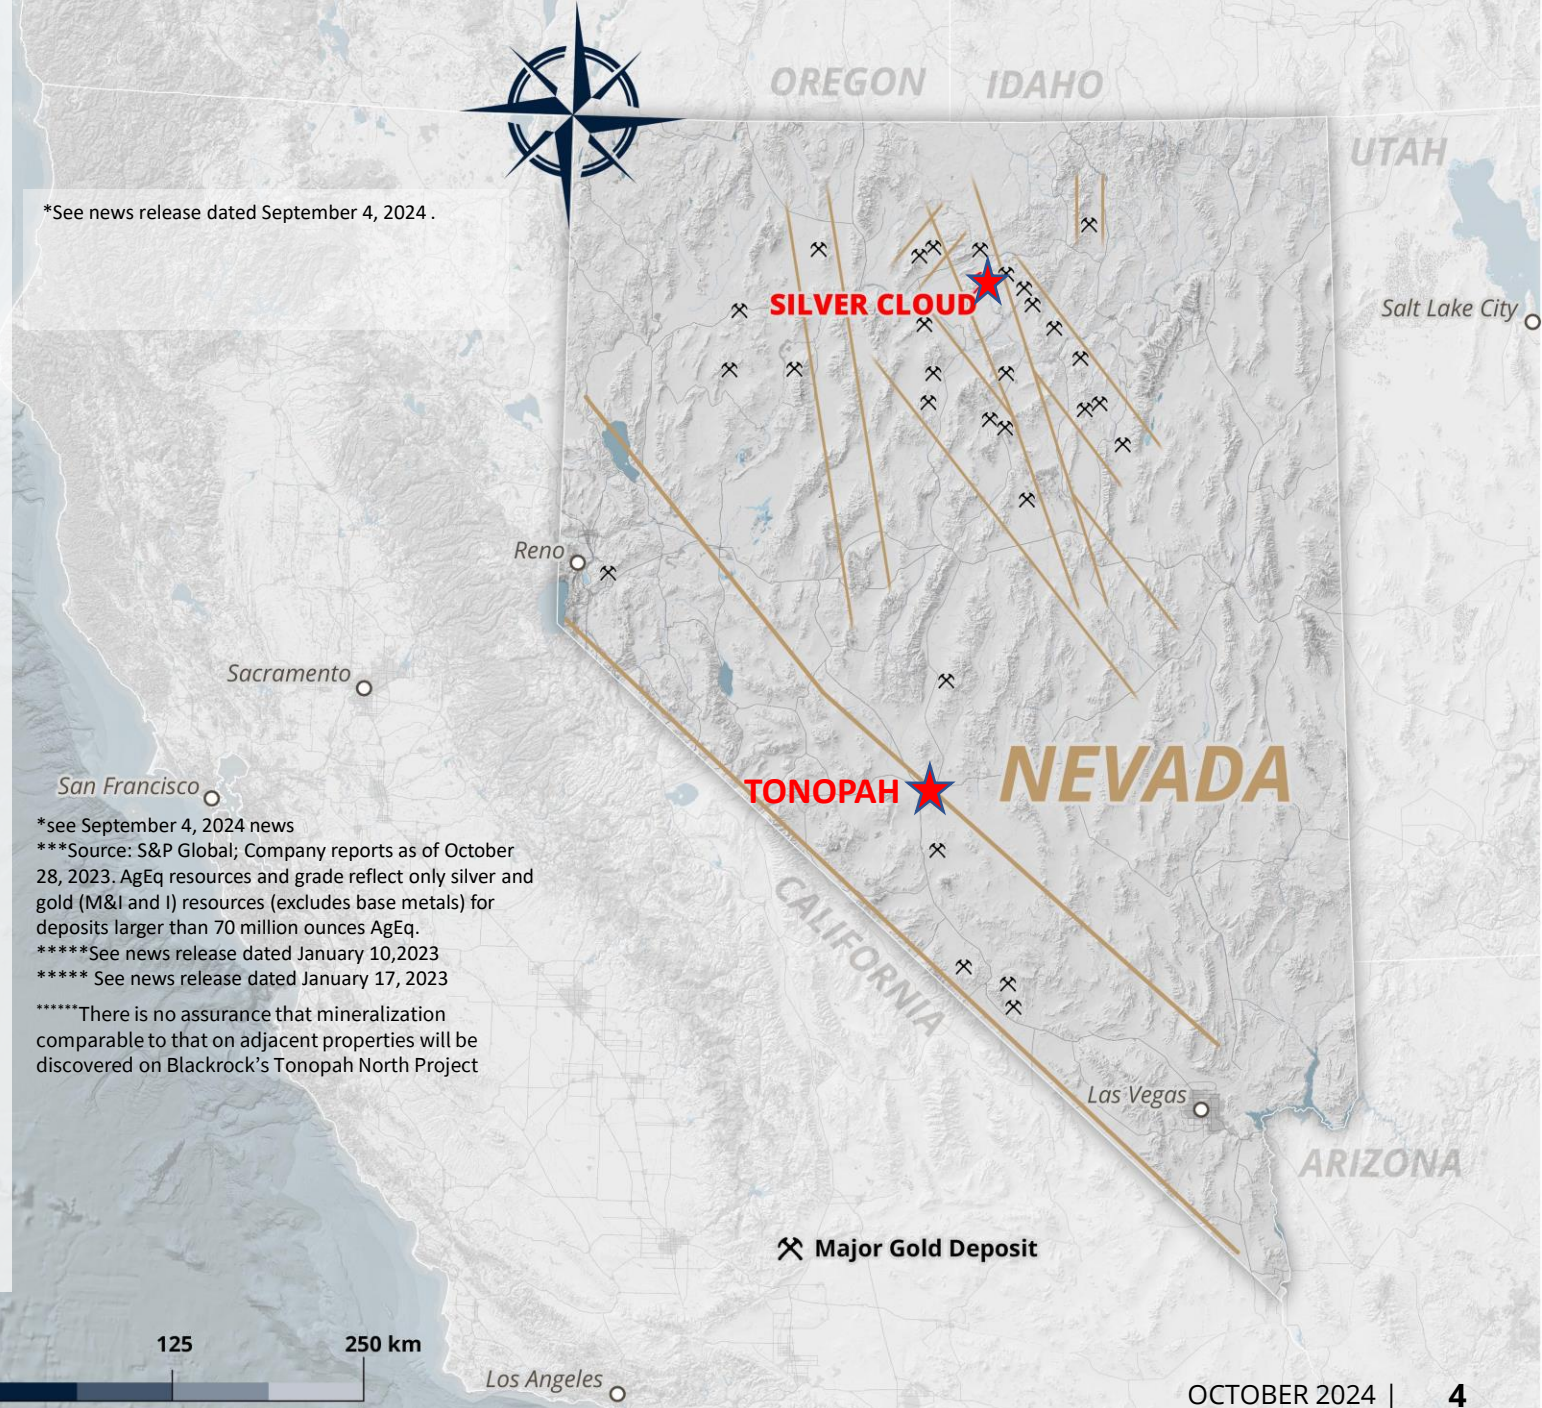 OREGON
IDAHO
UTAH
*See news release dated September 4, 2024 .
SILVER CLOUD
Salt Lake City
Reno
Sacramento
NEVADA
San Francisco
TONOPAH
*see September 4, 2024 news
***Source: S&P Global; Company reports as of October
28, 2023. AgEq resources and grade reflect only silver and
gold (M&I and I) resources (excludes base metals) for
deposits larger than 70 million ounces AgEq.
*****See news release dated January 10,2023
***** See news release dated January 17, 2023
******There is no assurance that mineralization
comparable to that on adjacent properties will be
discovered on Blackrock’s Tonopah North Project
CALIFORNIA
Las Vegas
ARIZONA
Major Gold Deposit
125
250 km
Los Angeles
OCTOBER 2024 |
4